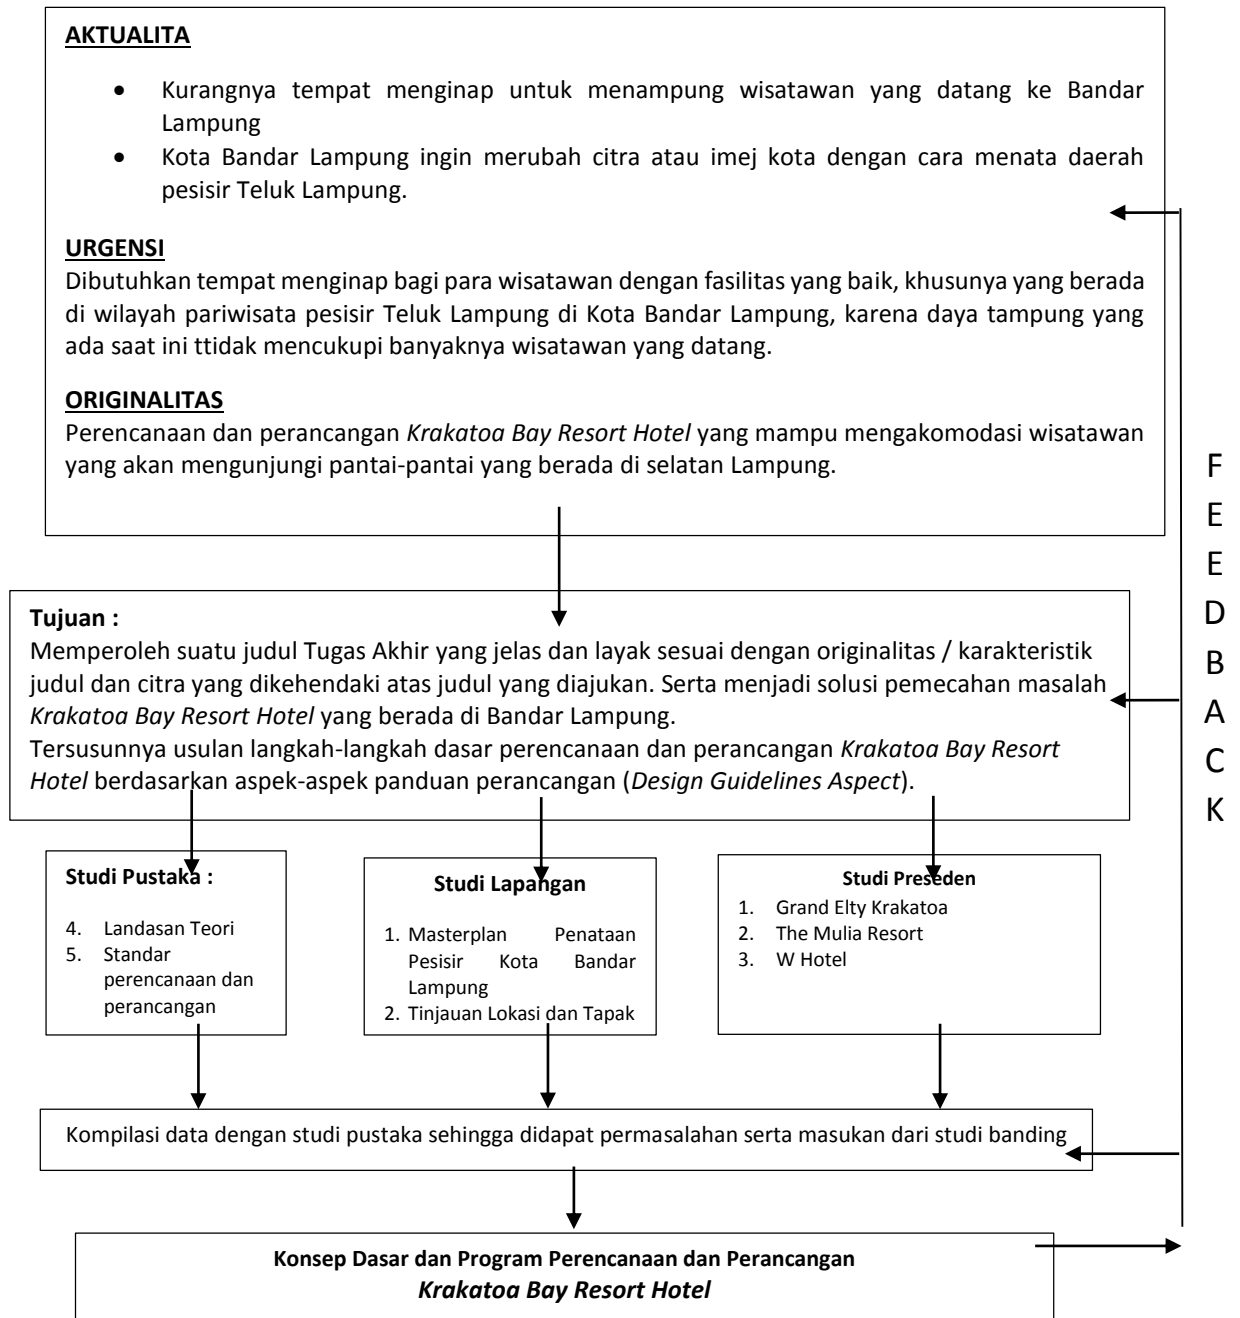 AKTUALITA
• Kurangnya tempat menginap untuk menampung wisatawan yang datang ke Bandar
Lampung
• Kota Bandar Lampung ingin merubah citra atau imej kota dengan cara menata daerah
pesisir Teluk Lampung.
URGENSI
Dibutuhkan tempat menginap bagi para wisatawan dengan fasilitas yang baik, khusunya yang berada
di wilayah pariwisata pesisir Teluk Lampung di Kota Bandar Lampung, karena daya tampung yang
ada saat ini ttidak mencukupi banyaknya wisatawan yang datang.
ORIGINALITAS
Perencanaan dan perancangan Krakatoa Bay Resort Hotel yang mampu mengakomodasi wisatawan
yang akan mengunjungi pantai-pantai yang berada di selatan Lampung.
Tujuan :
Memperoleh suatu judul Tugas Akhir yang jelas dan layak sesuai dengan originalitas / karakteristik
judul dan citra yang dikehendaki atas judul yang diajukan. Serta menjadi solusi pemecahan masalah
Krakatoa Bay Resort Hotel yang berada di Bandar Lampung.
Tersusunnya usulan langkah-langkah dasar perencanaan dan perancangan Krakatoa Bay Resort
Hotel berdasarkan aspek-aspek panduan perancangan (Design Guidelines Aspect).
Studi Pustaka :
4. Landasan Teori
5. Standar
perencanaan dan
perancangan
Studi Lapangan
1. Masterplan Penataan
Pesisir Kota Bandar
Lampung
2. Tinjauan Lokasi dan Tapak
Studi Preseden
1. Grand Elty Krakatoa
2. The Mulia Resort
3. W Hotel
Kompilasi data dengan studi pustaka sehingga didapat permasalahan serta masukan dari studi banding
Konsep Dasar dan Program Perencanaan dan Perancangan
Krakatoa Bay Resort Hotel
F
E
E
D
B
A
C
K